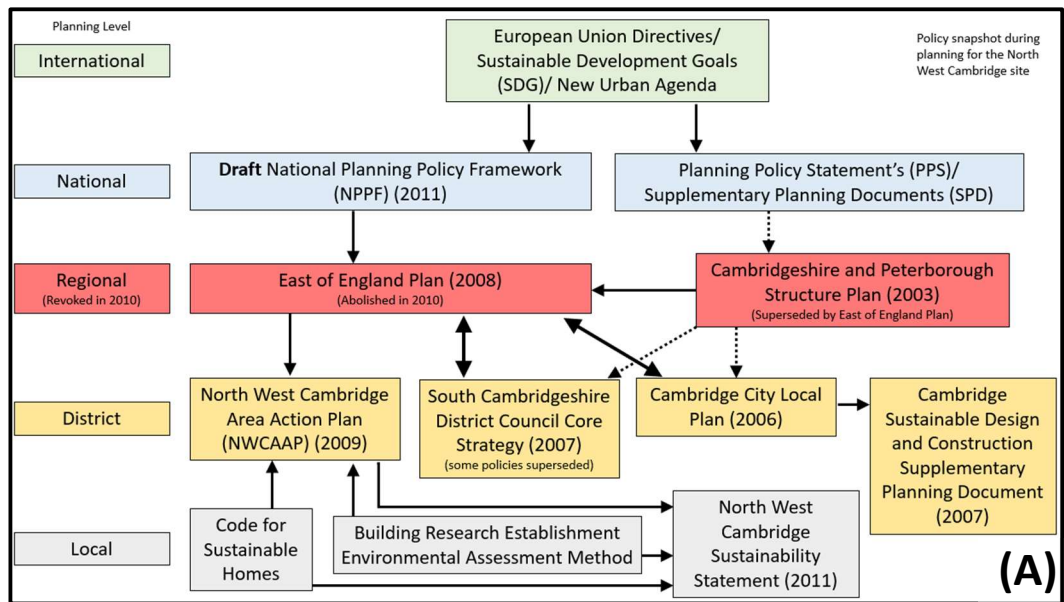 Planning Level
International
European Union Directives/
Sustainable Development Goals
(SDG)/ New Urban Agenda
Policy snapshot during
planning for the North
West Cambridge site
National
Draft National Planning Policy Framework
(NPPF) (2011)
Planning Policy Statement's (PPS)/
Supplementary Planning Documents (SPD)
Regional
(Revoked in 2010)
East of England Plan (2008)
(Abolished in 2010)
Cambridgeshire and Peterborough
Structure Plan (2003)
(Superseded by East of England Plan)
District
North West Cambridge
Area Action Plan
(NWCAAP) (2009)
South Cambridgeshire
District Council Core
Strategy (2007)
(some policies superseded)
Cambridge City Local
Plan (2006)
Cambridge
Sustainable Design
and Construction
Supplementary
Planning Document
(2007)
Local
Code for
Sustainable
Homes
Building Research Establishment
Environmental Assessment Method
North West
Cambridge
Sustainability
Statement (2011)
(A)